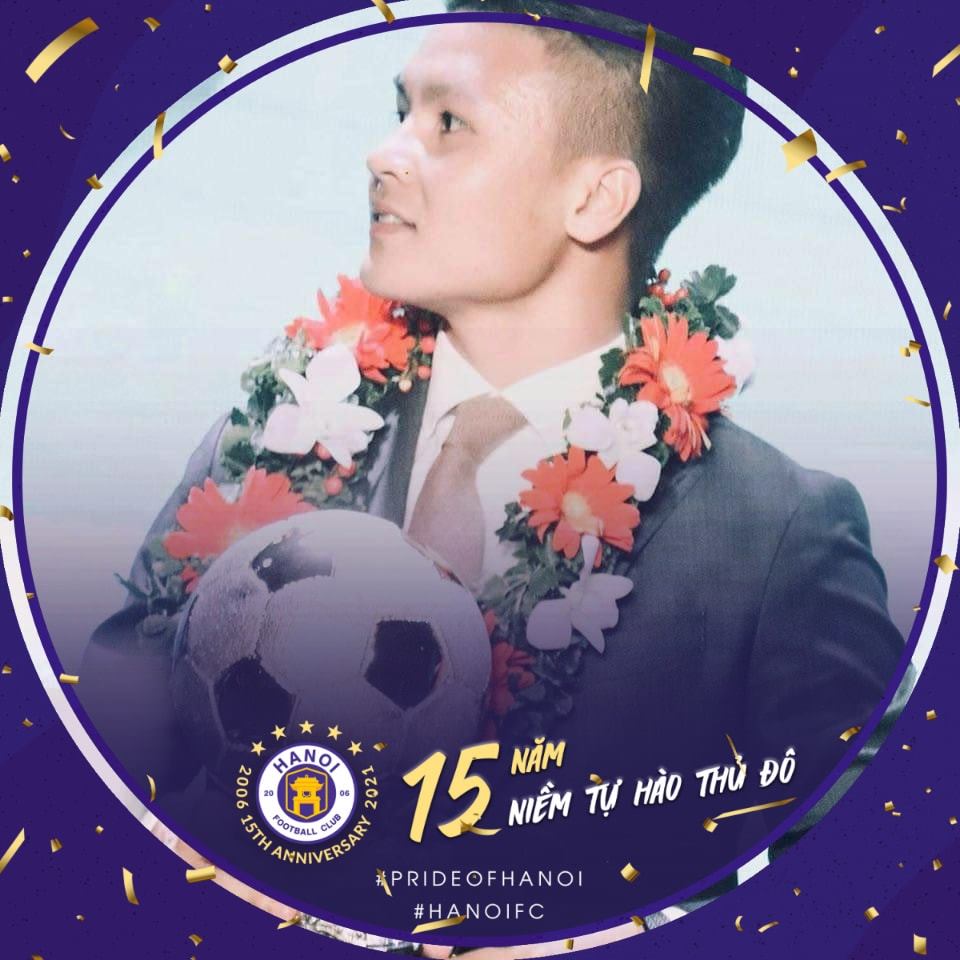 HANOI
20 06
FOOTBALL CLUB
2006 15TH ANNIVERSARY 2021
15 NĂM
NIỀM TỰ HÀO THỦ ĐÔ
#PRIDEOFHANOI
#HANOIFC